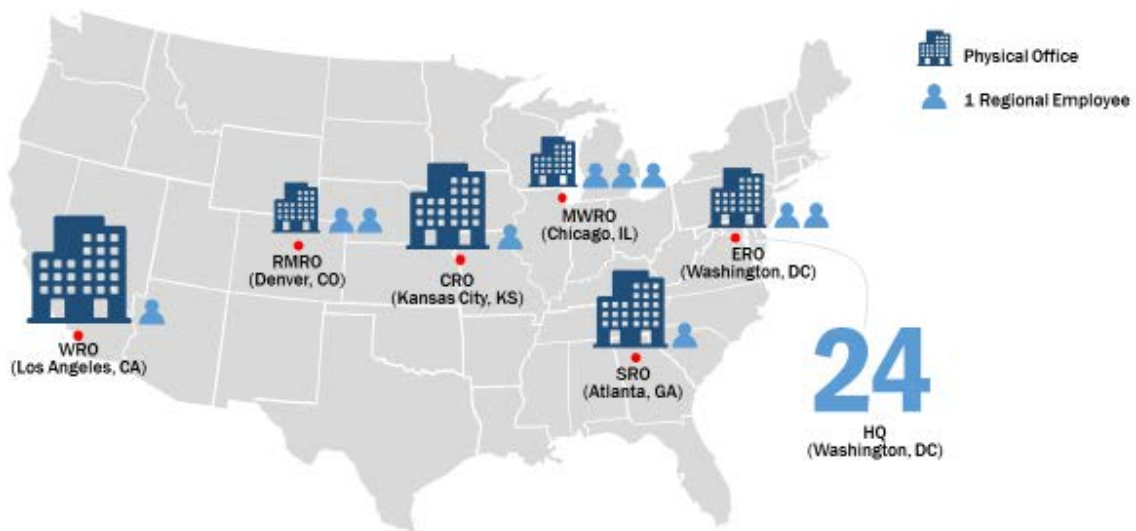 Physical Office
1 Regional Employee
MWRO
(Chicago, IL)
ERO
(Washington, DC)
RMRO
(Denver, CO)
CRO
(Kansas City, KS)
WRO
(Los Angeles, CA)
SRO
(Atlanta, GA)
24
HQ
(Washington, DC)